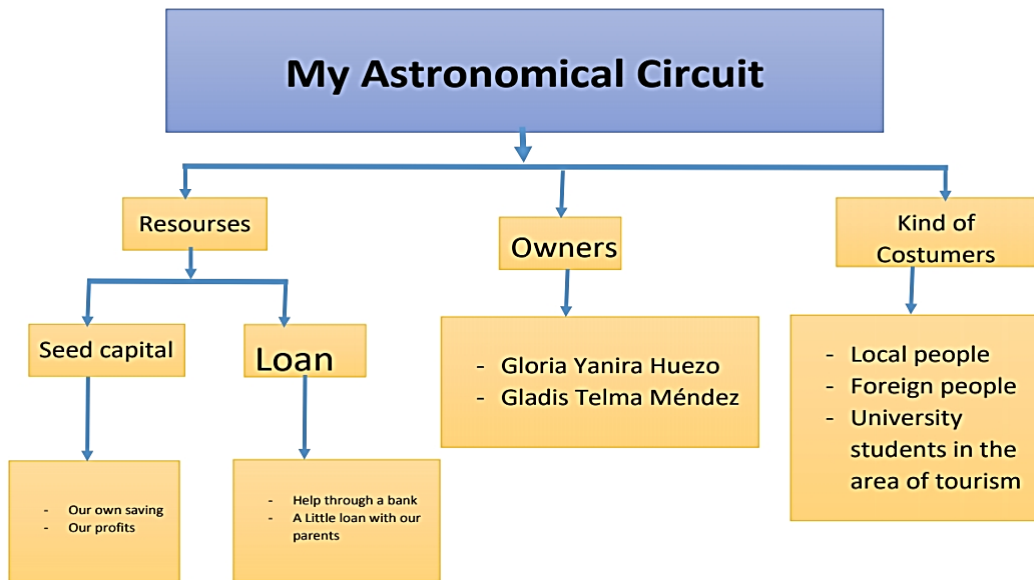 My Astronomical Circuit
Resourses
Owners
Kind of
Costumers
Seed capital
Loan
- Gloria Yanira Huezo
- Gladis Telma Méndez
- Local people
- Foreign people
- University
students in the
area of tourism
- Our own saving
- Our profits
- Help through a bank
- A Little loan with our
parents